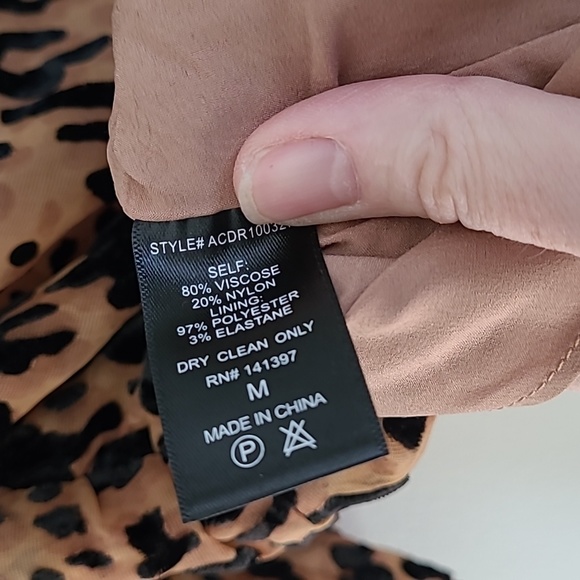 STYLE# ACDR10032
SELF:
80% VISCOSE
20% NYLON
LINING:
97% POLYESTER
3% ELASTANE
DRY CLEAN ONLY
RN# 141397
M
MADE IN CHINA
P